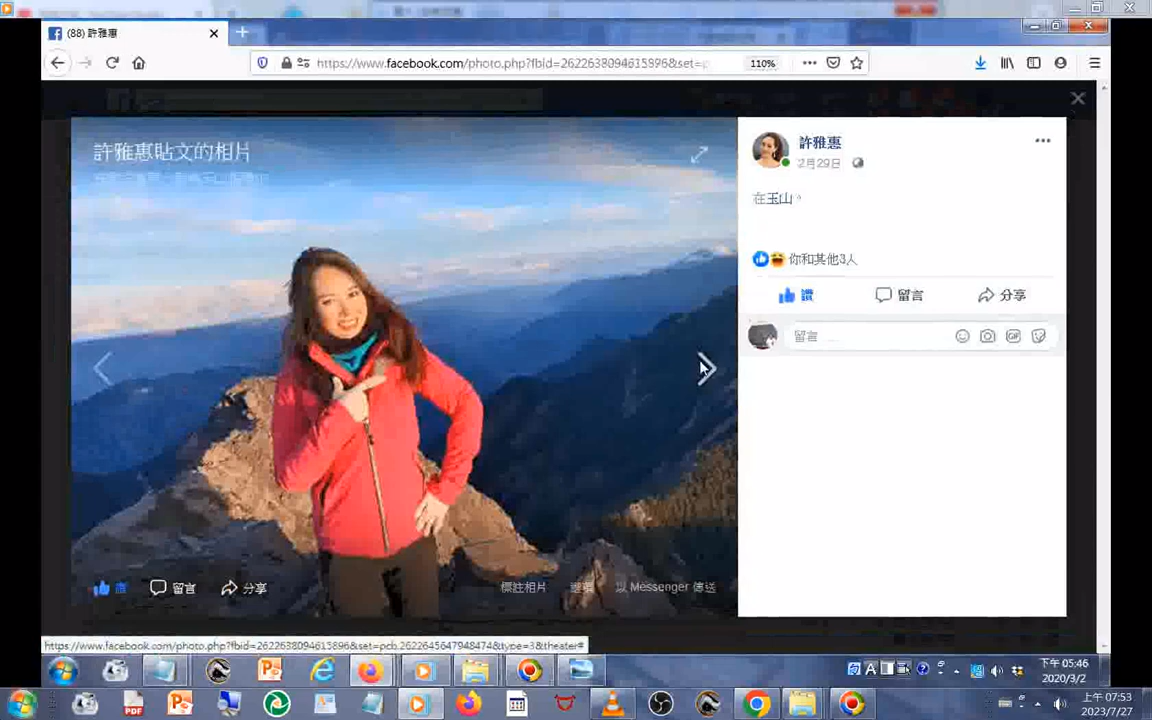 (88) 許雅惠
https://www.facebook.com/photo.php?fbid=2622638094615896&set=p
110%
許雅惠貼文的相片
許雅惠
2月29日
在玉山。
你和其他3人
讚
留言
分享
留言
GIF
讚
留言
分享
標註相片
選項
以 Messenger 傳送
https://www.facebook.com/photo.php?fbid=2622638094615896&set=pcb.2622645647948474&type=3&theater#
A
下午 05:46
2020/3/2
PDF
上午 07:53
2023/7/27